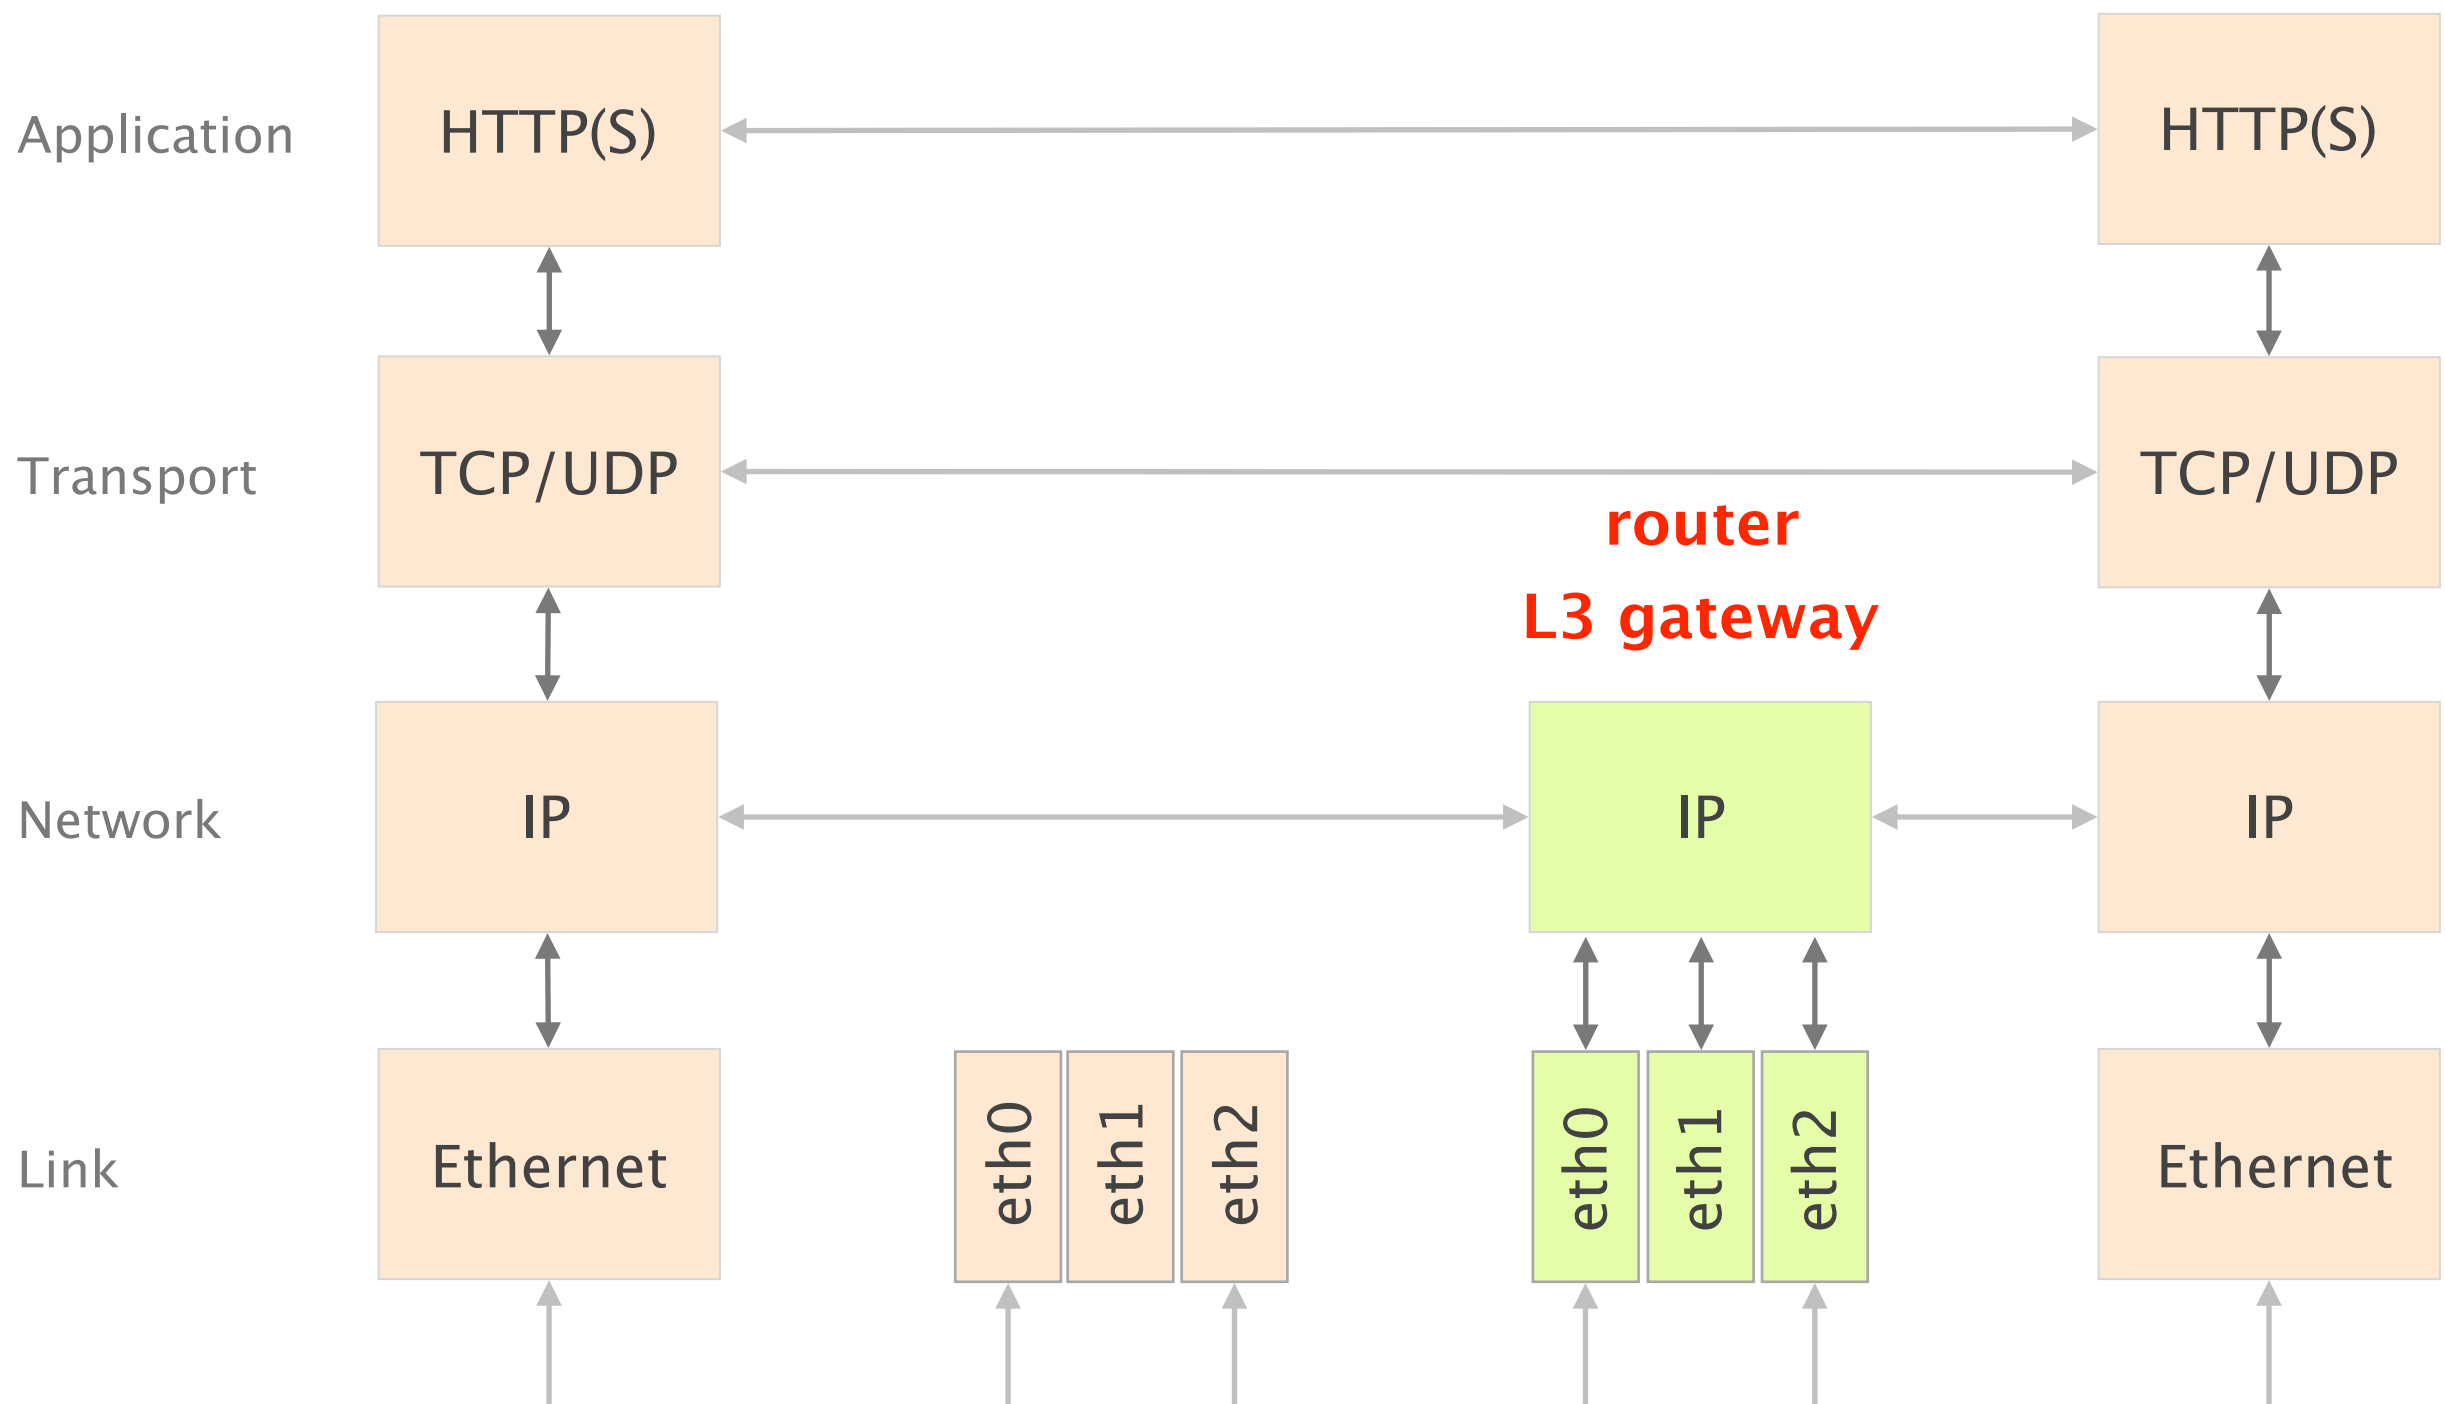 Application
HTTP(S)
HTTP(S)
Transport
TCP/UDP
TCP/UDP
router
L3 gateway
Network
IP
IP
IP
Link
Ethernet
eth0
eth1
eth2
eth0
eth1
eth2
Ethernet